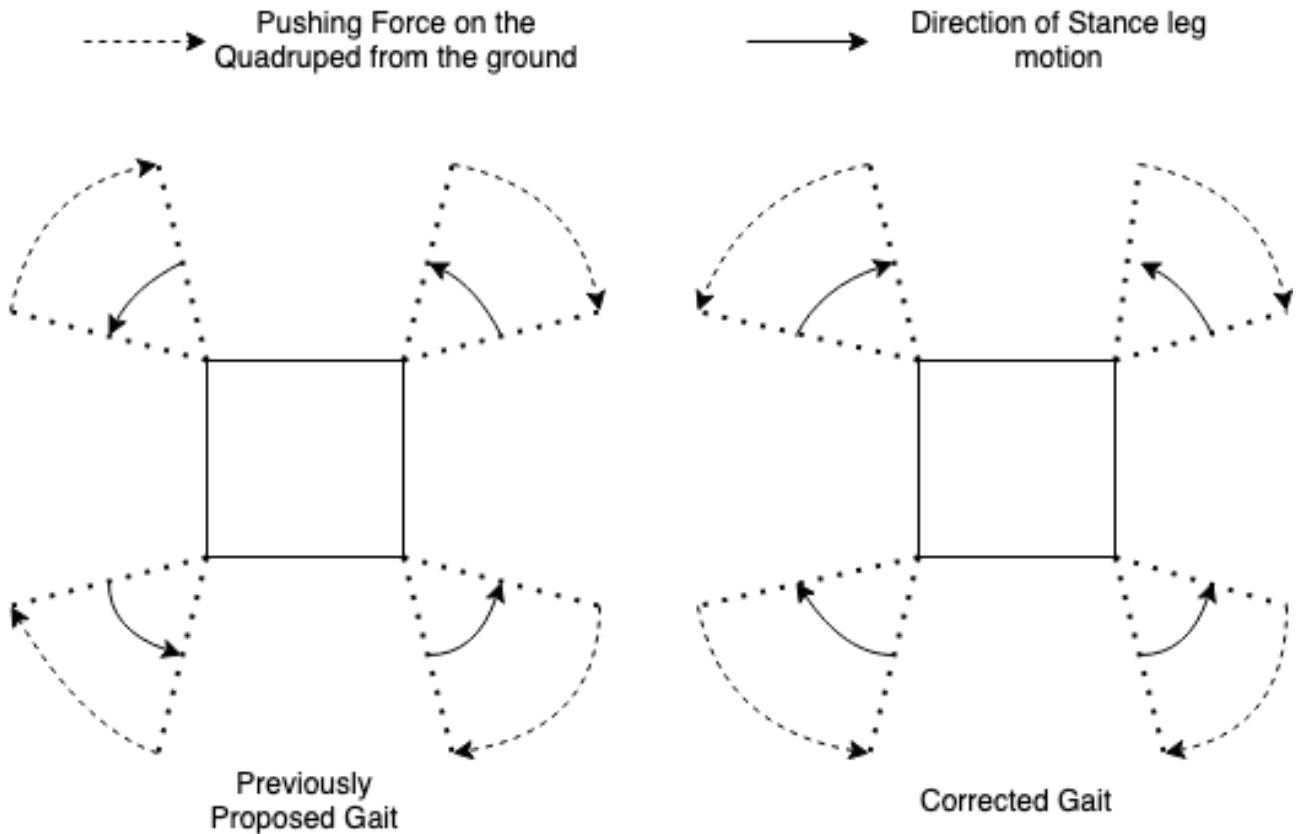 Pushing Force on the
Quadruped from the ground
Direction of Stance leg
motion
Previously
Proposed Gait
Corrected Gait